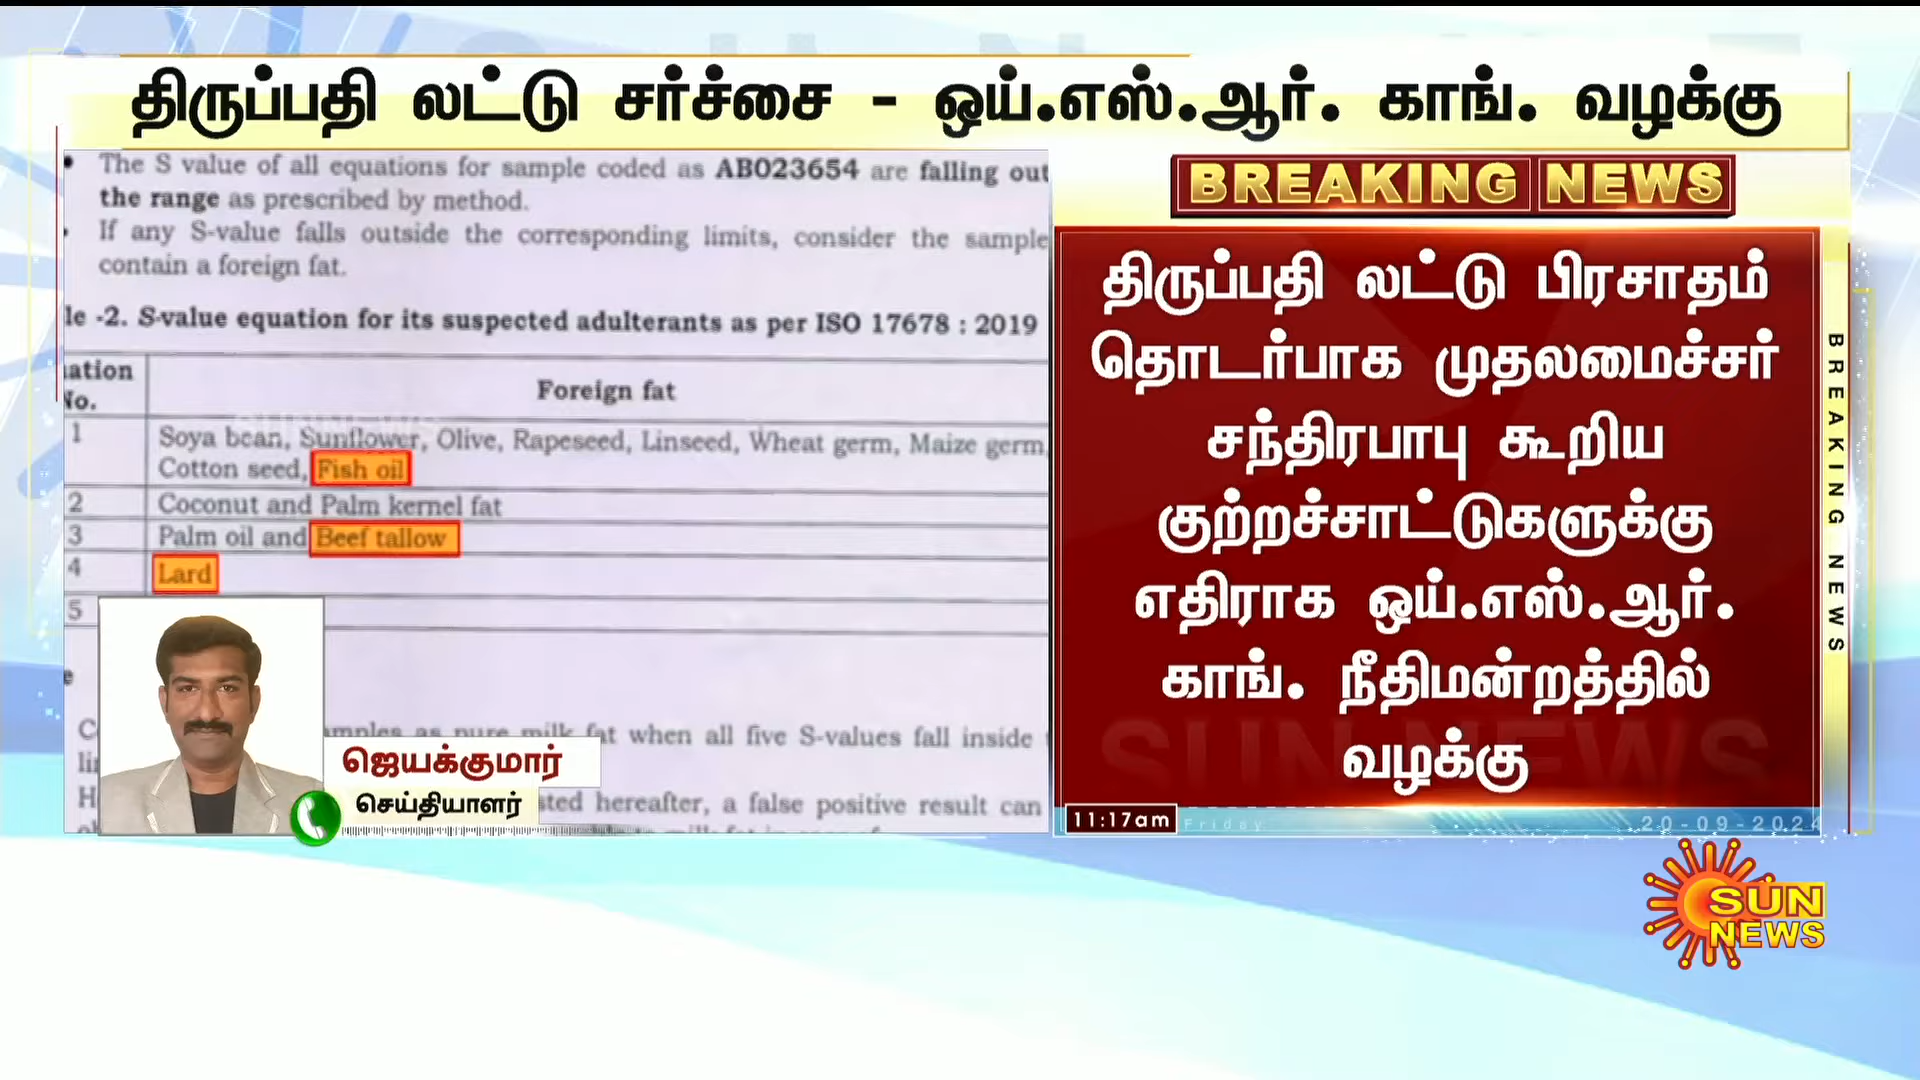 திருப்பதி லட்டு சர்ச்சை - ஒய்.எஸ்.ஆர். காங். வழக்கு
The S value of all equations for sample coded as AB023654 are falling out
the range as prescribed by method.
If any S-value falls outside the corresponding limits, consider the sample
contain a foreign fat.
le -2. S-value equation for its suspected adulterants as per ISO 17678 : 2019
ation
No.
Foreign fat
1
Soya bean, Sunflower, Olive, Rapeseed, Linseed, Wheat germ, Maize germ,
Cotton seed, Fish oil
2
Coconut and Palm kernel fat
3
Palm oil and Beef tallow
4
Lard
5
amples as pure milk fat when all five S-values fall inside
sted hereafter, a false positive result can
ஜெயக்குமார்
செய்தியாளர்
BREAKING NEWS
திருப்பதி லட்டு பிரசாதம்
தொடர்பாக முதலமைச்சர்
சந்திரபாபு கூறிய
குற்றச்சாட்டுகளுக்கு
எதிராக ஒய்.எஸ்.ஆர்.
காங். நீதிமன்றத்தில்
வழக்கு
SUN NEWS
11:17am
Friday
20-09-2024
BREAKING NEWS
SUN
NEWS